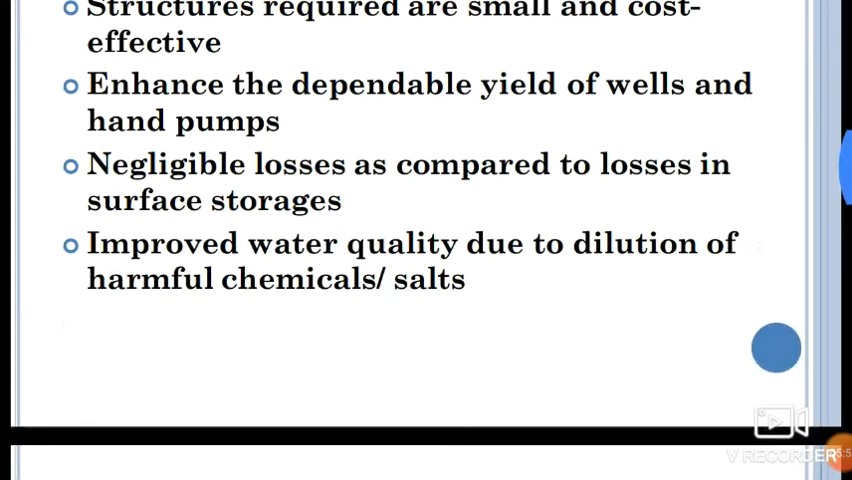 Structures required are small and cost-
effective
Enhance the dependable yield of wells and
hand pumps
Negligible losses as compared to losses in
surface storages
Improved water quality due to dilution of
harmful chemicals/ salts
V RECORDER